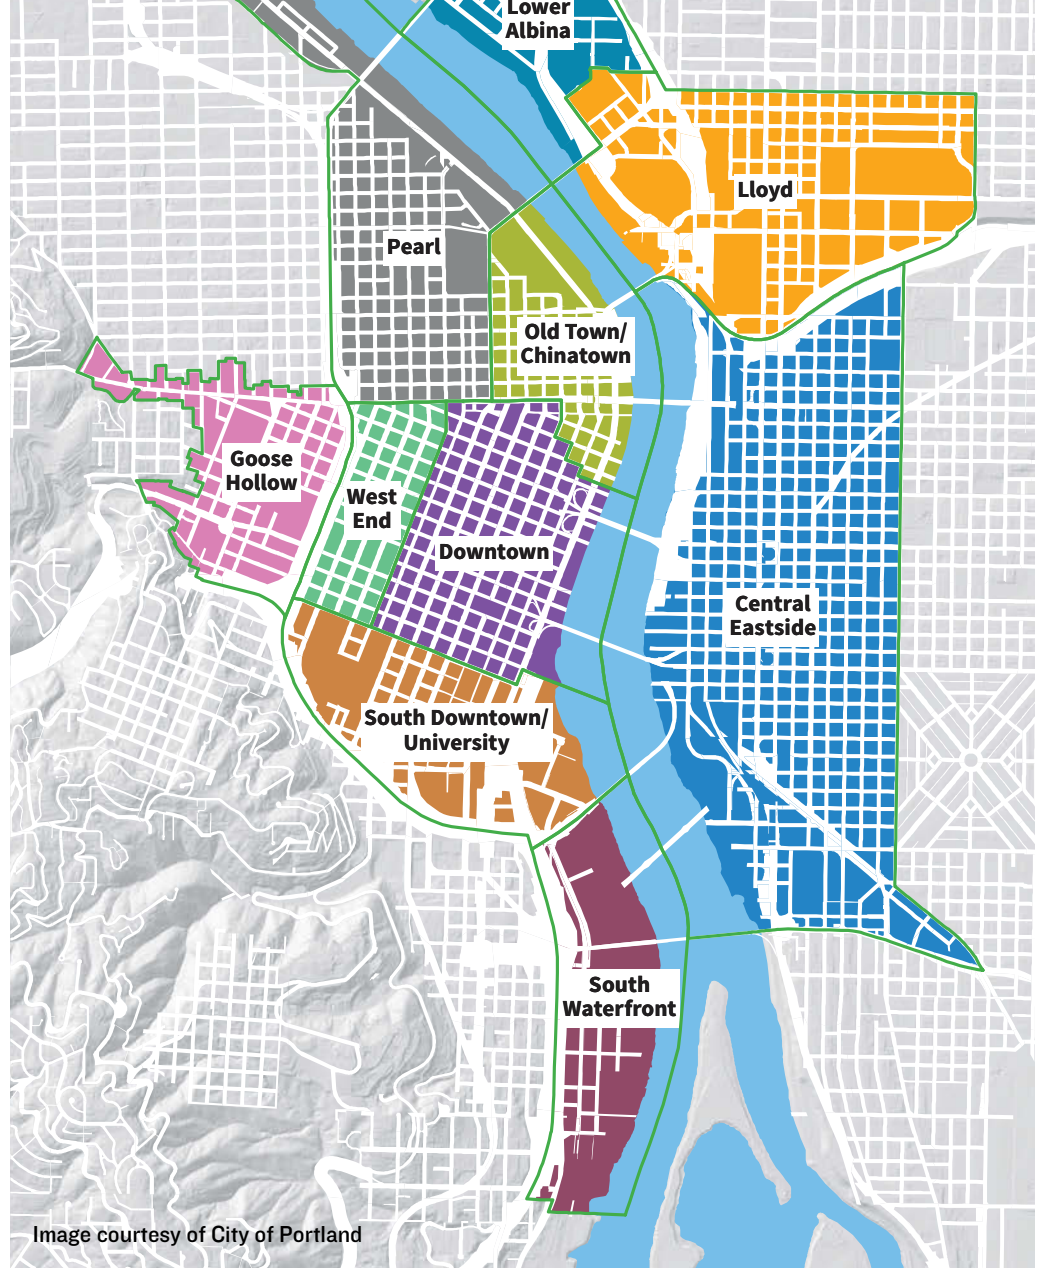 Lower
Albina
Lloyd
Pearl
Old Town/
Chinatown
Goose
Hollow
West
End
Downtown
Central
Eastside
South Downtown/
University
South
Waterfront
Image courtesy of City of Portland